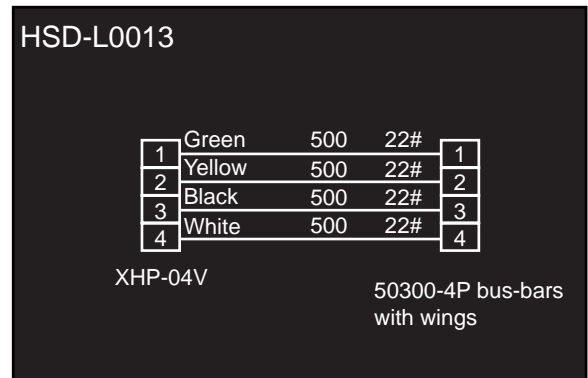 HSD-L0013
Green 500 22#
1 1
Yellow 500 22#
2 2
Black 500 22#
3 3
White 500 22#
4 4
XHP-04V
50300-4P bus-bars
with wings